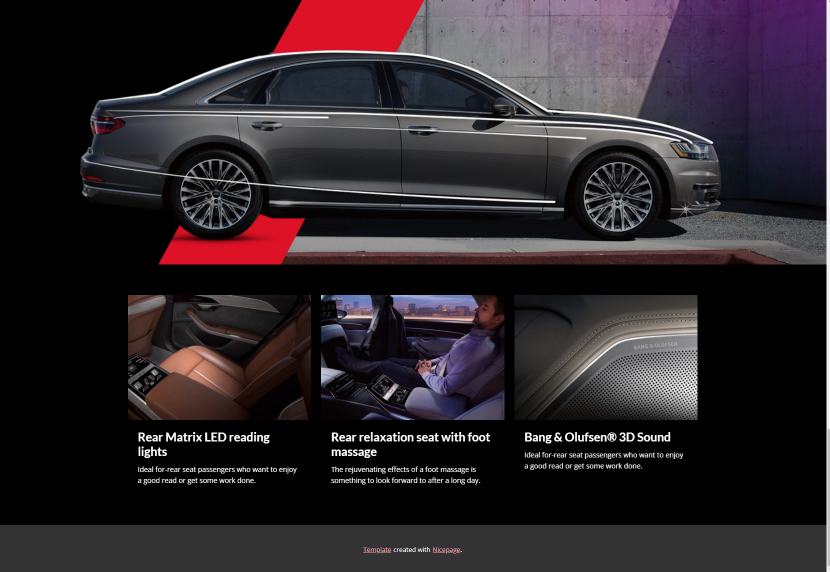 BANG & OLUFSEN
Rear Matrix LED reading
lights
Ideal for-rear seat passengers who want to enjoy
a good read or get some work done.
Rear relaxation seat with foot
massage
The rejuvenating effects of a foot massage is
something to look forward to after a long day.
Bang & Olufsen® 3D Sound
Ideal for-rear seat passengers who want to enjoy
a good read or get some work done.
Template created with Nicepage.